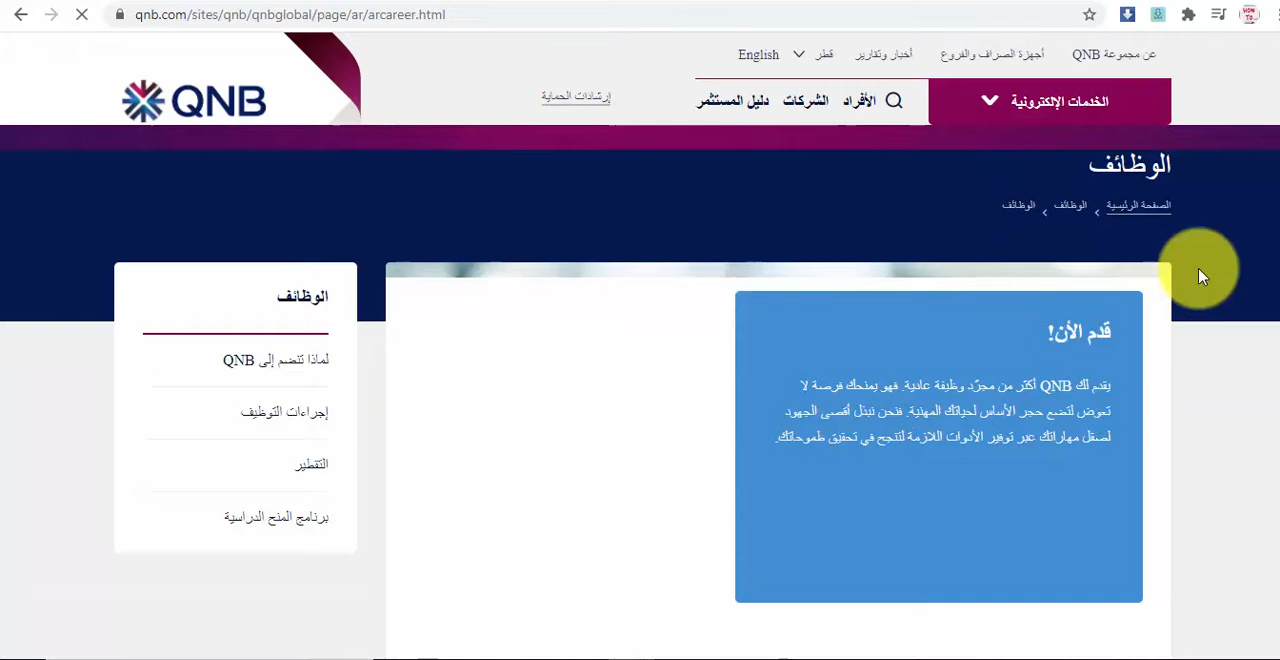 qnb.com/sites/qnb/qnbglobal/page/ar/arcareer.html
عن مجموعة QNB
أجهزة الصراف والفروع
أخبار وتقارير
قطر
English
الخدمات الإلكترونية
الأفراد
الشركات
دليل المستثمر
إرشادات الحماية
QNB
الوظائف
الصفحة الرئيسية
الوظائف
الوظائف
قدم الأن!
يقدم لك QNB أكثر من مجرّد وظيفة عادية. فهو يمنحك فرصة لا
تعوض لتضع حجر الأساس لحياتك المهنية. فنحن نبذل أقصى الجهود
لصقل مهاراتك عبر توفير الأدوات اللازمة لتنجح في تحقيق طموحاتك.
الوظائف
لماذا تنضم إلى QNB
إجراءات التوظيف
التقطير
برنامج المنح الدراسية